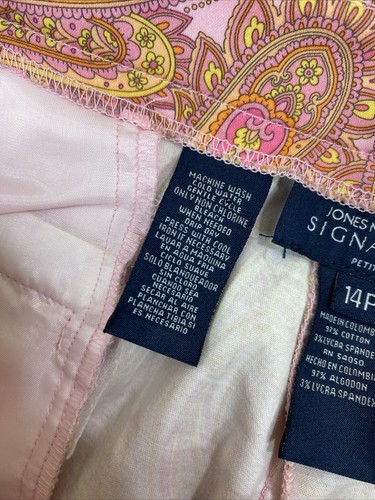 MACHINE WASH
COLD WATER
GENTLE CYCLE
ONLY NON CHLORINE
BLEACH
WHEN NEEDED
DRIP DRY
PRESS WITH COOL
IRON IF NECESSARY
LAVAR A MAQUINA
EN AGUA FRIA
CICLO SUAVE
SOLO BLANQUEADOR
SIN CLORO
CUANDO SEA
NECESARIO
SECAR AL AIRE
PLANCHAR CON
PLANCHA TIBIA SI
ES NECESARIO
JONES
SIGNA
PETIT
14P
MADE IN COLOMB
97% COTTON
3% LYCRA SPANDEX
RN 54050
HECHO EN COLOMBIA
97% ALGODON
3% LYCRA SPANDEX